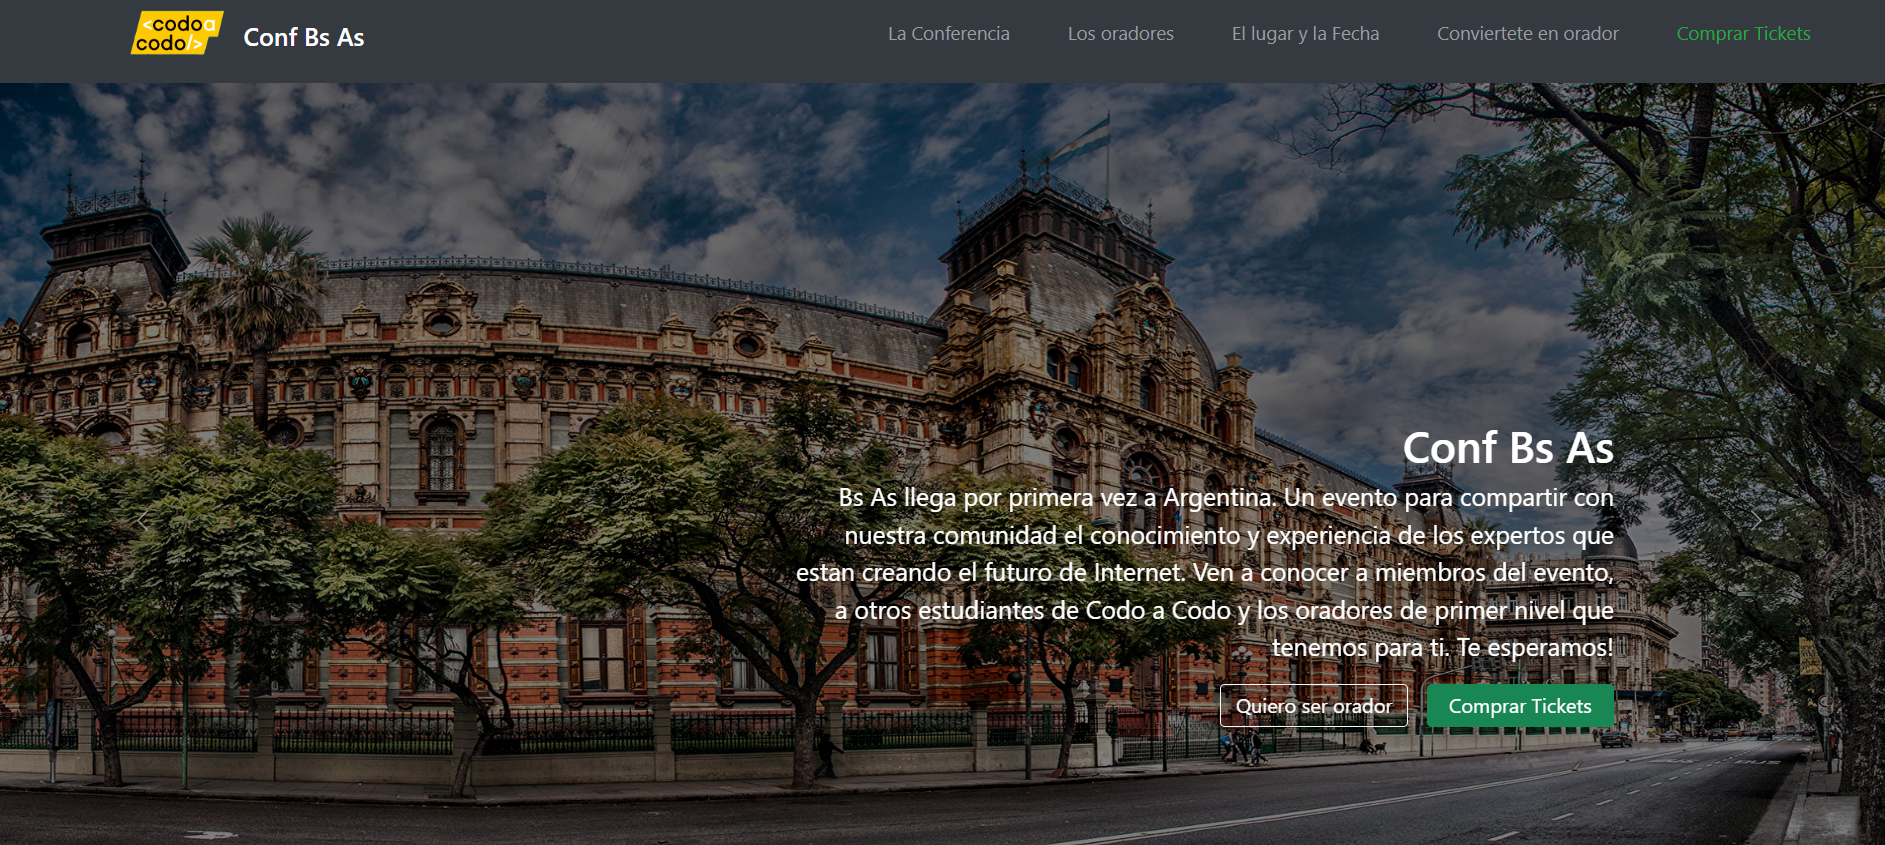 <codo a
codo/>
Conf Bs As
La Conferencia
Los oradores
El lugar y la Fecha
Conviertete en orador
Comprar Tickets
Conf Bs As
Bs As llega por primera vez a Argentina. Un evento para compartir con
nuestra comunidad el conocimiento y experiencia de los expertos que
estan creando el futuro de Internet. Ven a conocer a miembros del evento,
a otros estudiantes de Codo a Codo y los oradores de primer nivel que
tenemos para ti. Te esperamos!
Quiero ser orador
Comprar Tickets
BUS